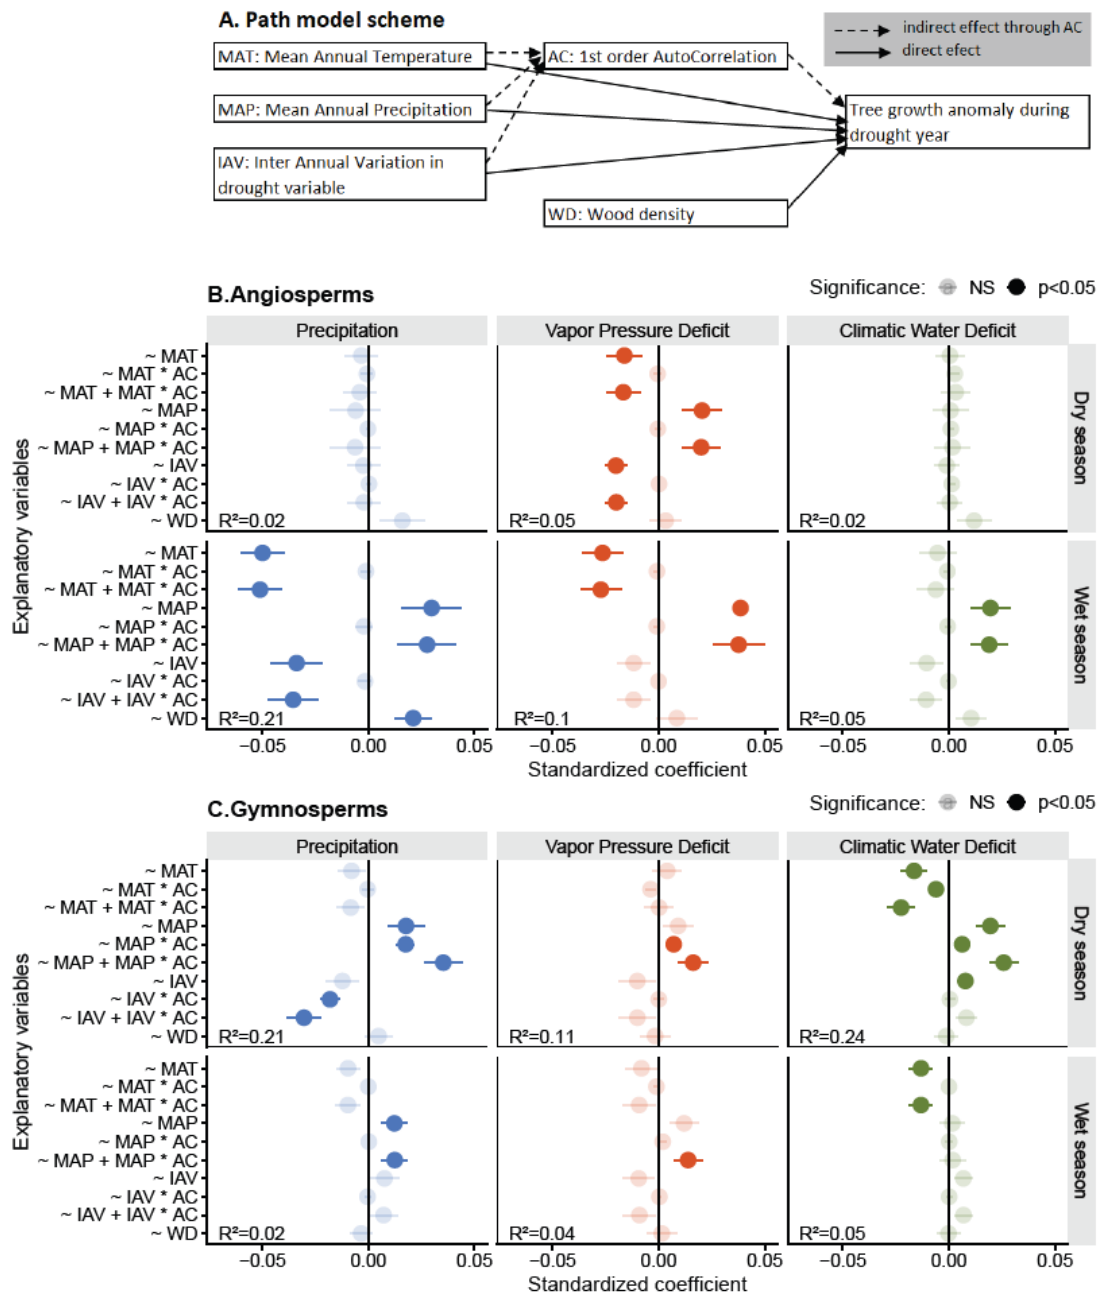 A. Path model scheme
MAT: Mean Annual Temperature
AC: 1st order AutoCorrelation
indirect effect through AC
direct efect
MAP: Mean Annual Precipitation
Tree growth anomaly during
drought year
IAV: Inter Annual Variation in
drought variable
WD: Wood density
B.Angiosperms
Significance: NS p<0.05
Precipitation
Vapor Pressure Deficit
Climatic Water Deficit
Explanatory variables
~ MAT
~ MAT * AC
~ MAT + MAT * AC
~ MAP
~ MAP * AC
~ MAP + MAP * AC
~ IAV
~ IAV * AC
~ IAV + IAV * AC
~ WD
R²=0.02
R²=0.05
R²=0.02
Dry season
~ MAT
~ MAT * AC
~ MAT + MAT * AC
~ MAP
~ MAP * AC
~ MAP + MAP * AC
~ IAV
~ IAV * AC
~ IAV + IAV * AC
~ WD
R²=0.21
R²=0.1
R²=0.05
Wet season
−0.05 0.00 0.05
−0.05 0.00 0.05
−0.05 0.00 0.05
Standardized coefficient
C.Gymnosperms
Significance: NS p<0.05
Precipitation
Vapor Pressure Deficit
Climatic Water Deficit
Explanatory variables
~ MAT
~ MAT * AC
~ MAT + MAT * AC
~ MAP
~ MAP * AC
~ MAP + MAP * AC
~ IAV
~ IAV * AC
~ IAV + IAV * AC
~ WD
R²=0.21
R²=0.11
R²=0.24
Dry season
~ MAT
~ MAT * AC
~ MAT + MAT * AC
~ MAP
~ MAP * AC
~ MAP + MAP * AC
~ IAV
~ IAV * AC
~ IAV + IAV * AC
~ WD
R²=0.02
R²=0.04
R²=0.05
Wet season
−0.05 0.00 0.05
−0.05 0.00 0.05
−0.05 0.00 0.05
Standardized coefficient